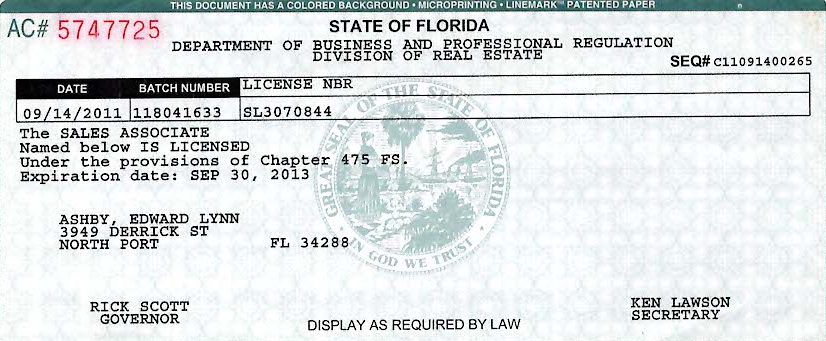 THIS DOCUMENT HAS A COLORED BACKGROUND • MICROPRINTING • LINEMARK™ PATENTED PAPER
AC# 5747725
STATE OF FLORIDA
DEPARTMENT OF BUSINESS AND PROFESSIONAL REGULATION
DIVISION OF REAL ESTATE
SEQ# C11091400265
DATE BATCH NUMBER LICENSE NBR
09/14/2011 118041633 SL3070844
The SALES ASSOCIATE
Named below IS LICENSED
Under the provisions of Chapter 475 FS.
Expiration date: SEP 30, 2013
GREAT SEAL OF THE STATE OF FLORIDA
IN GOD WE TRUST
ASHBY, EDWARD LYNN
3949 DERRICK ST
NORTH PORT FL 34288
RICK SCOTT
GOVERNOR
KEN LAWSON
SECRETARY
DISPLAY AS REQUIRED BY LAW